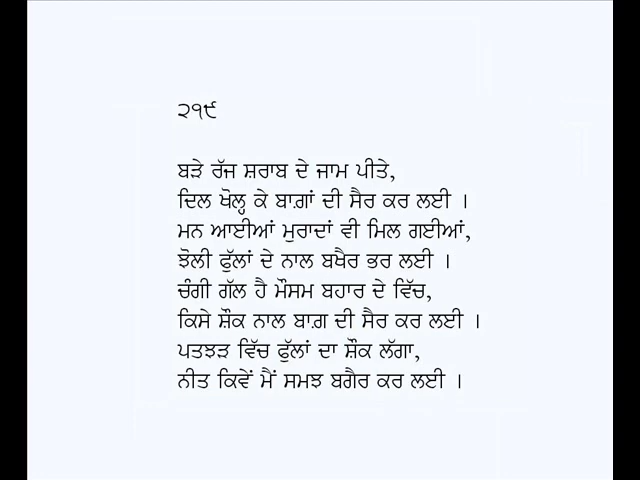 ੨੧੯
ਬੜੇ ਰੱਜ ਸ਼ਰਾਬ ਦੇ ਜਾਮ ਪੀਤੇ,
ਦਿਲ ਖੋਲ੍ਹ ਕੇ ਬਾਗ਼ਾਂ ਦੀ ਸੈਰ ਕਰ ਲਈ ।
ਮਨ ਆਈਆਂ ਮੁਰਾਦਾਂ ਵੀ ਮਿਲ ਗਈਆਂ,
ਝੋਲੀ ਫੁੱਲਾਂ ਦੇ ਨਾਲ ਬਖੈਰ ਭਰ ਲਈ ।
ਚੰਗੀ ਗੱਲ ਹੈ ਮੌਸਮ ਬਹਾਰ ਦੇ ਵਿੱਚ,
ਕਿਸੇ ਸ਼ੌਕ ਨਾਲ ਬਾਗ਼ ਦੀ ਸੈਰ ਕਰ ਲਈ ।
ਪਤਝੜ ਵਿੱਚ ਫੁੱਲਾਂ ਦਾ ਸ਼ੌਕ ਲੱਗਾ,
ਨੀਤ ਕਿਵੇਂ ਮੈਂ ਸਮਝ ਬਗੈਰ ਕਰ ਲਈ ।